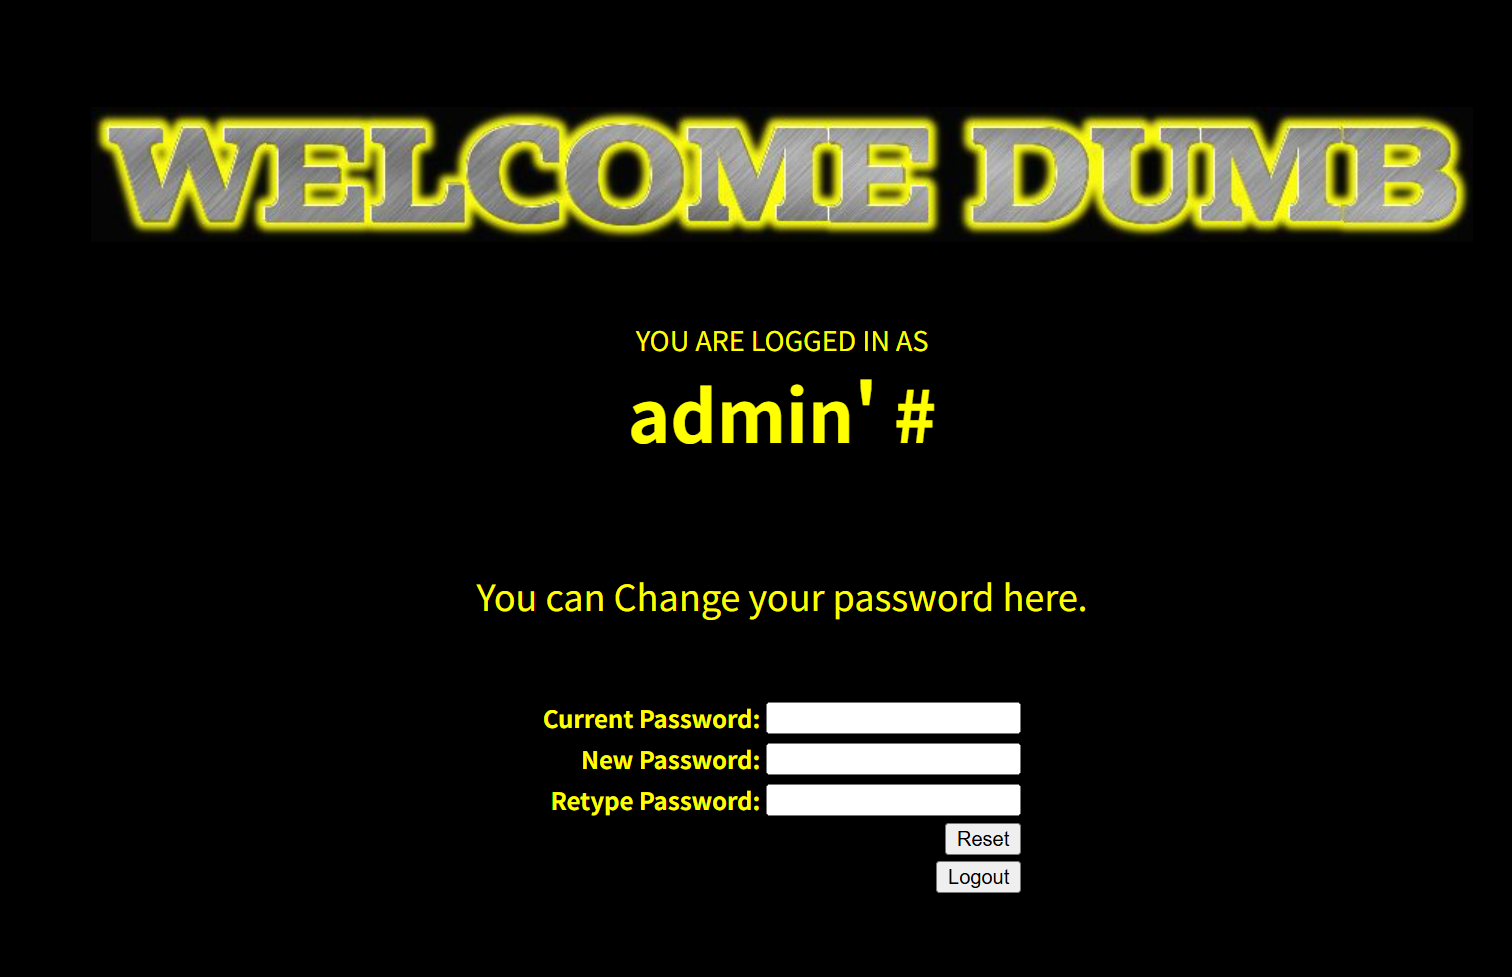 WELCOME DUMB
YOU ARE LOGGED IN AS
admin' #
You can Change your password here.
Current Password:
New Password:
Retype Password:
Reset
Logout